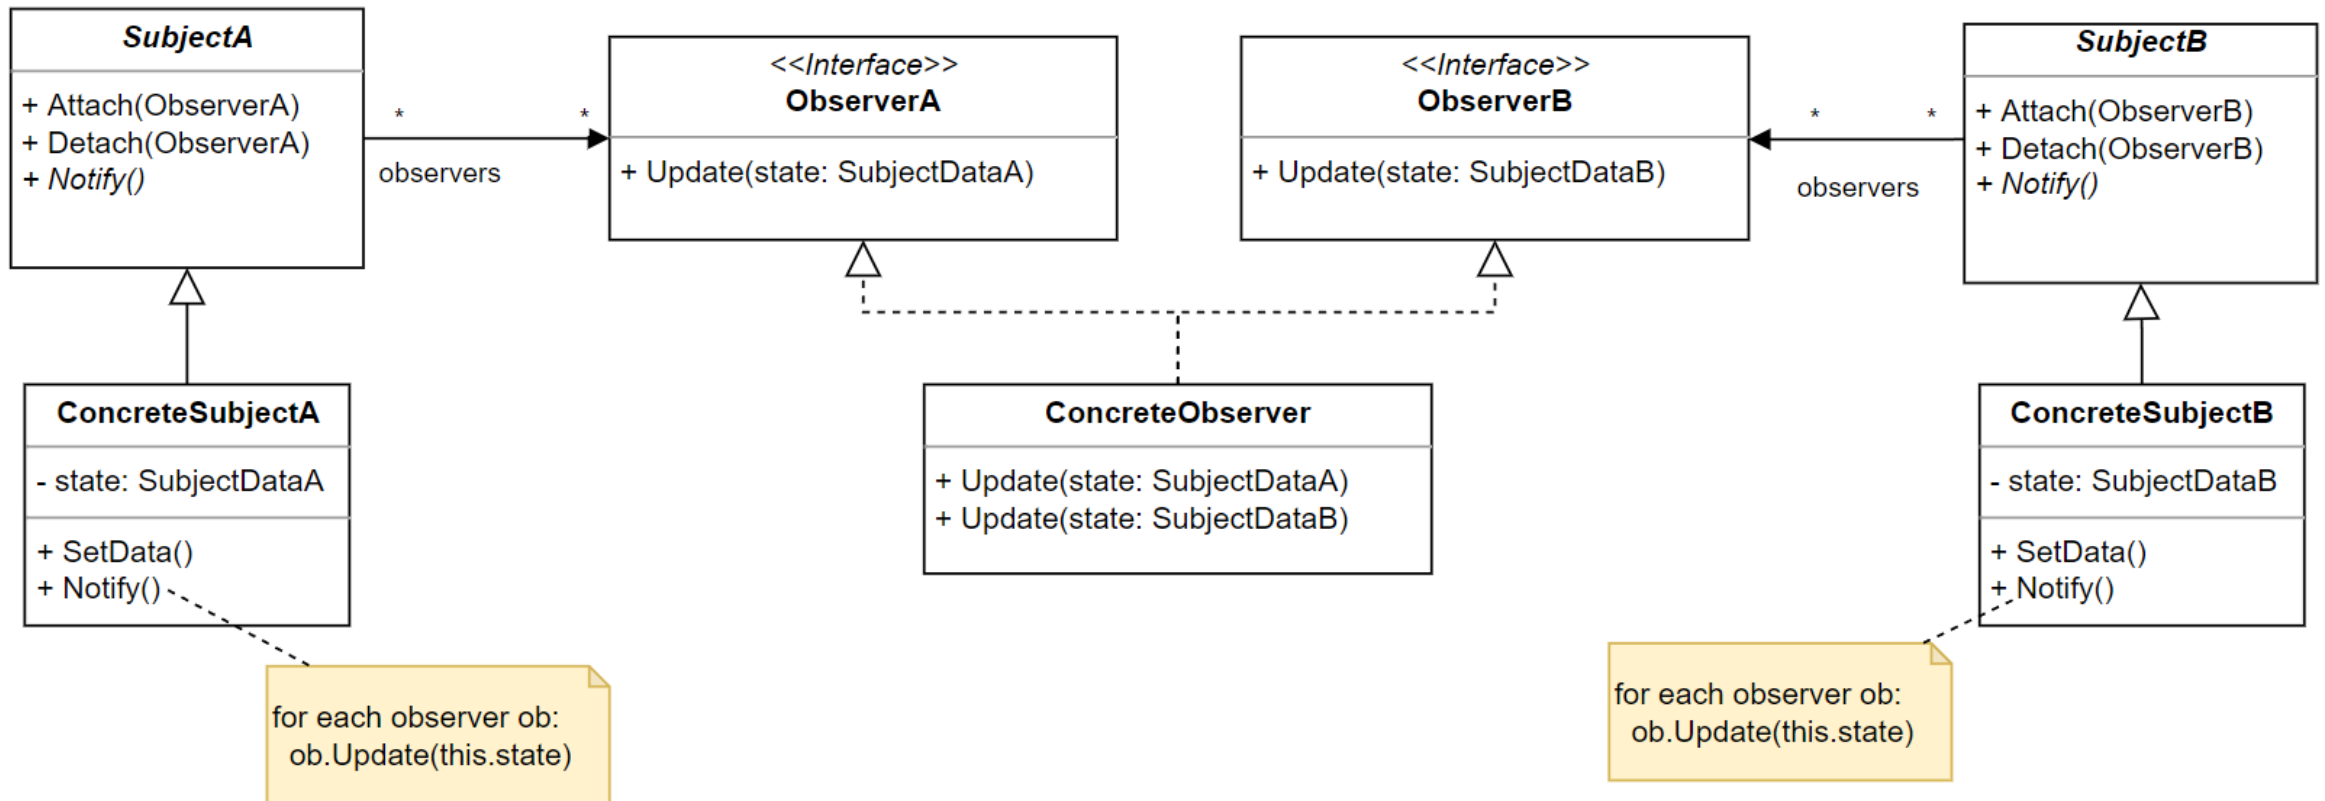 SubjectA
+ Attach(ObserverA)
+ Detach(ObserverA)
+ Notify()
*
*
observers
<<Interface>>
ObserverA
+ Update(state: SubjectDataA)
<<Interface>>
ObserverB
+ Update(state: SubjectDataB)
*
*
observers
SubjectB
+ Attach(ObserverB)
+ Detach(ObserverB)
+ Notify()
ConcreteSubjectA
- state: SubjectDataA
+ SetData()
+ Notify()
ConcreteObserver
+ Update(state: SubjectDataA)
+ Update(state: SubjectDataB)
ConcreteSubjectB
- state: SubjectDataB
+ SetData()
+ Notify()
for each observer ob:
ob.Update(this.state)
for each observer ob:
ob.Update(this.state)